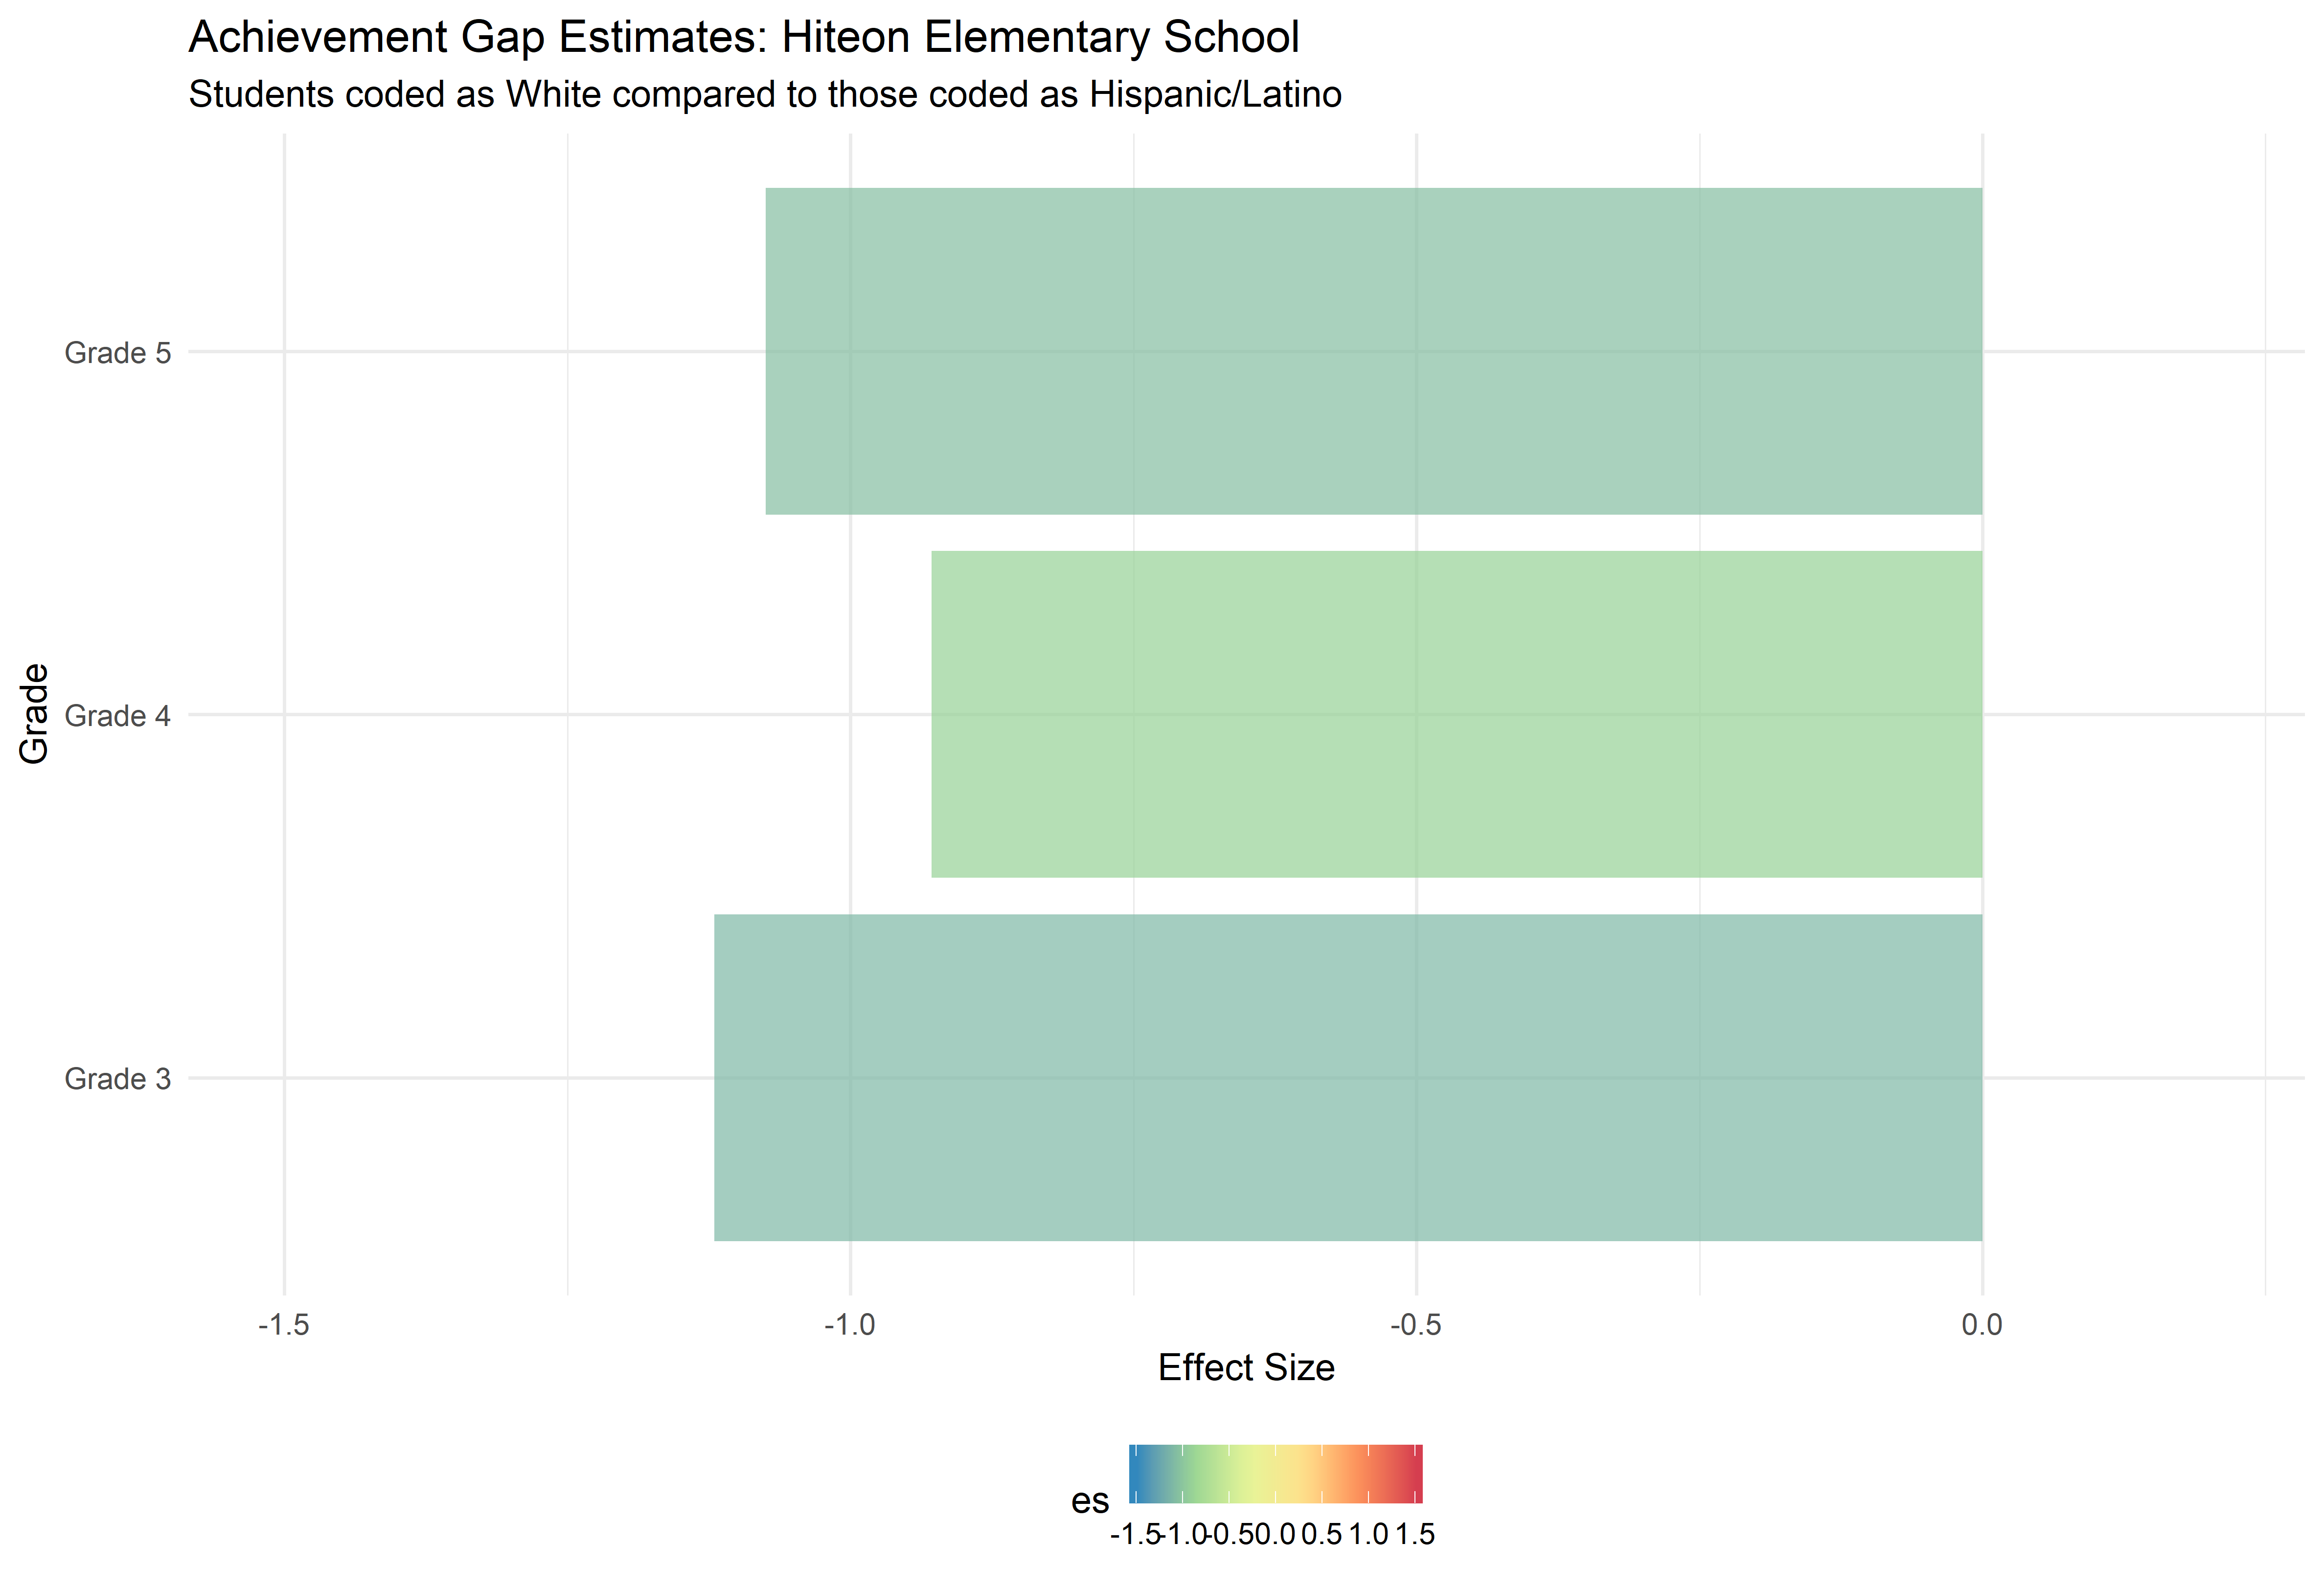 Achievement Gap Estimates: Hiteon Elementary School
Students coded as White compared to those coded as Hispanic/Latino
Grade
Grade 5
Grade 4
Grade 3
-1.5 -1.0 -0.5 0.0
Effect Size
es
-1.5 -1.0 -0.5 0.0 0.5 1.0 1.5